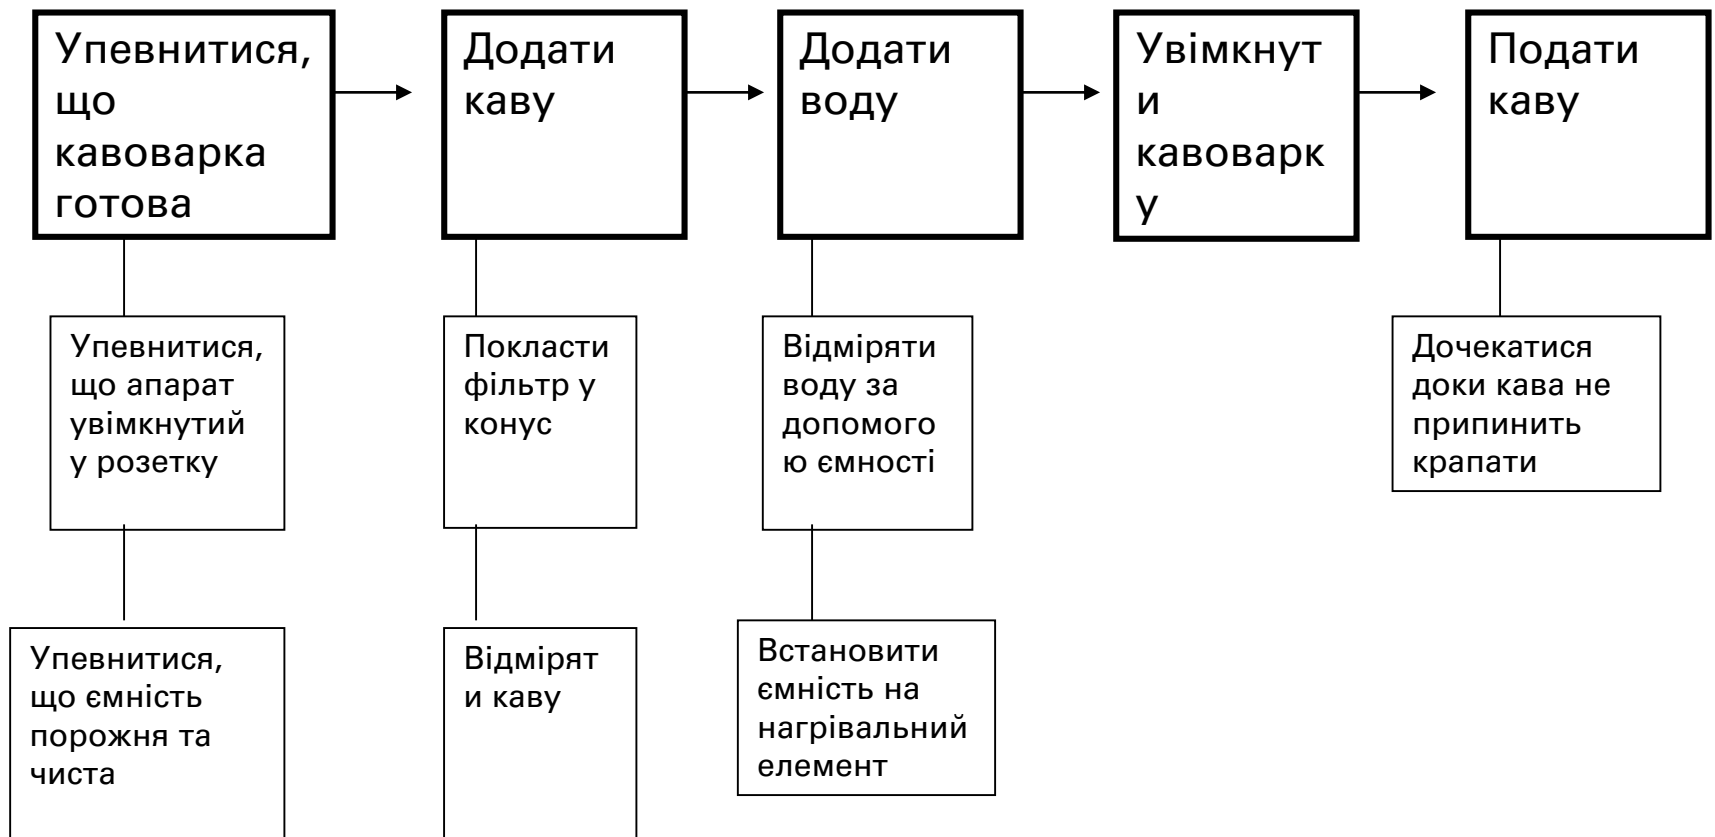 Упевнитися,
що
кавоварка
готова
Додати
каву
Додати
воду
Увімкнут
и
кавоварк
у
Подати
каву
Упевнитися,
що апарат
увімкнутий
у розетку
Покласти
фільтр у
конус
Відміряти
воду за
допомого
ю ємності
Дочекатися
доки кава не
припинить
крапати
Упевнитися,
що ємність
порожня та
чиста
Відмірят
и каву
Встановити
ємність на
нагрівальний
елемент